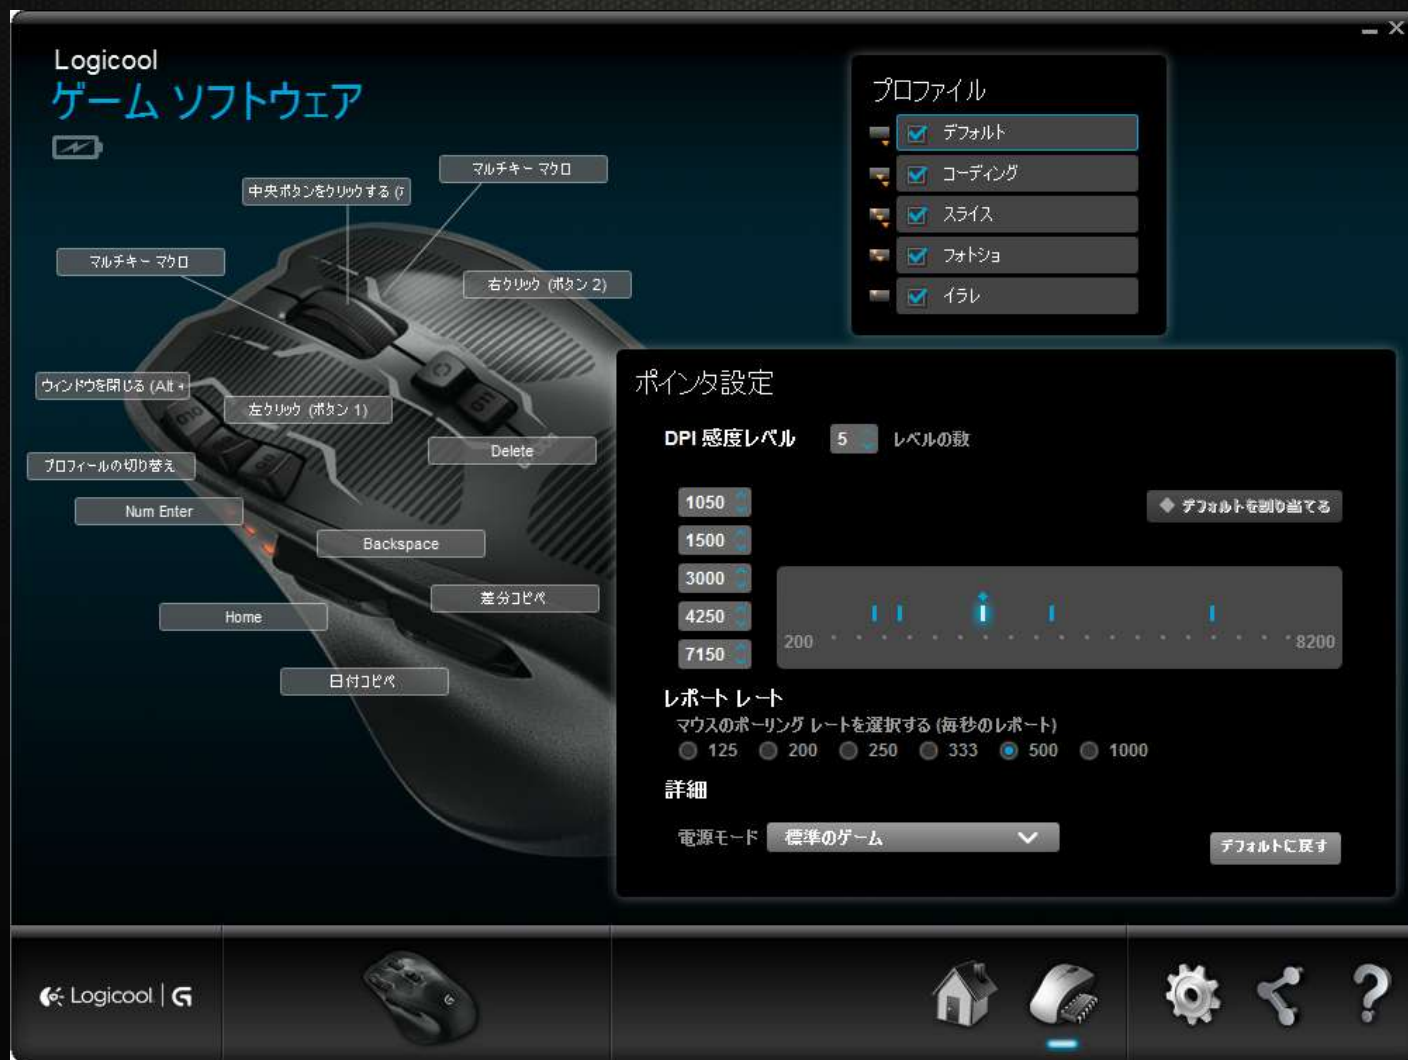 Logicool
ゲーム ソフトウェア
プロファイル
デフォルト
コーディング
スライス
フォトショ
イラレ
マルチキー マクロ
中央ボタンをクリックする (
マルチキー マクロ
右クリック (ボタン 2)
ウィンドウを閉じる (Alt +
左クリック (ボタン 1)
G10
G11
Delete
プロフィールの切り替え
Num Enter
Backspace
差分コピペ
Home
日付コピペ
ポインタ設定
DPI 感度レベル 5 レベルの数
1050
デフォルトを割り当てる
1500
3000
4250
7150
200 8200
レポート レート
マウスのポーリング レートを選択する (毎秒のレポート)
125 200 250 333 500 1000
詳細
電源モード 標準のゲーム
デフォルトに戻す
Logicool G